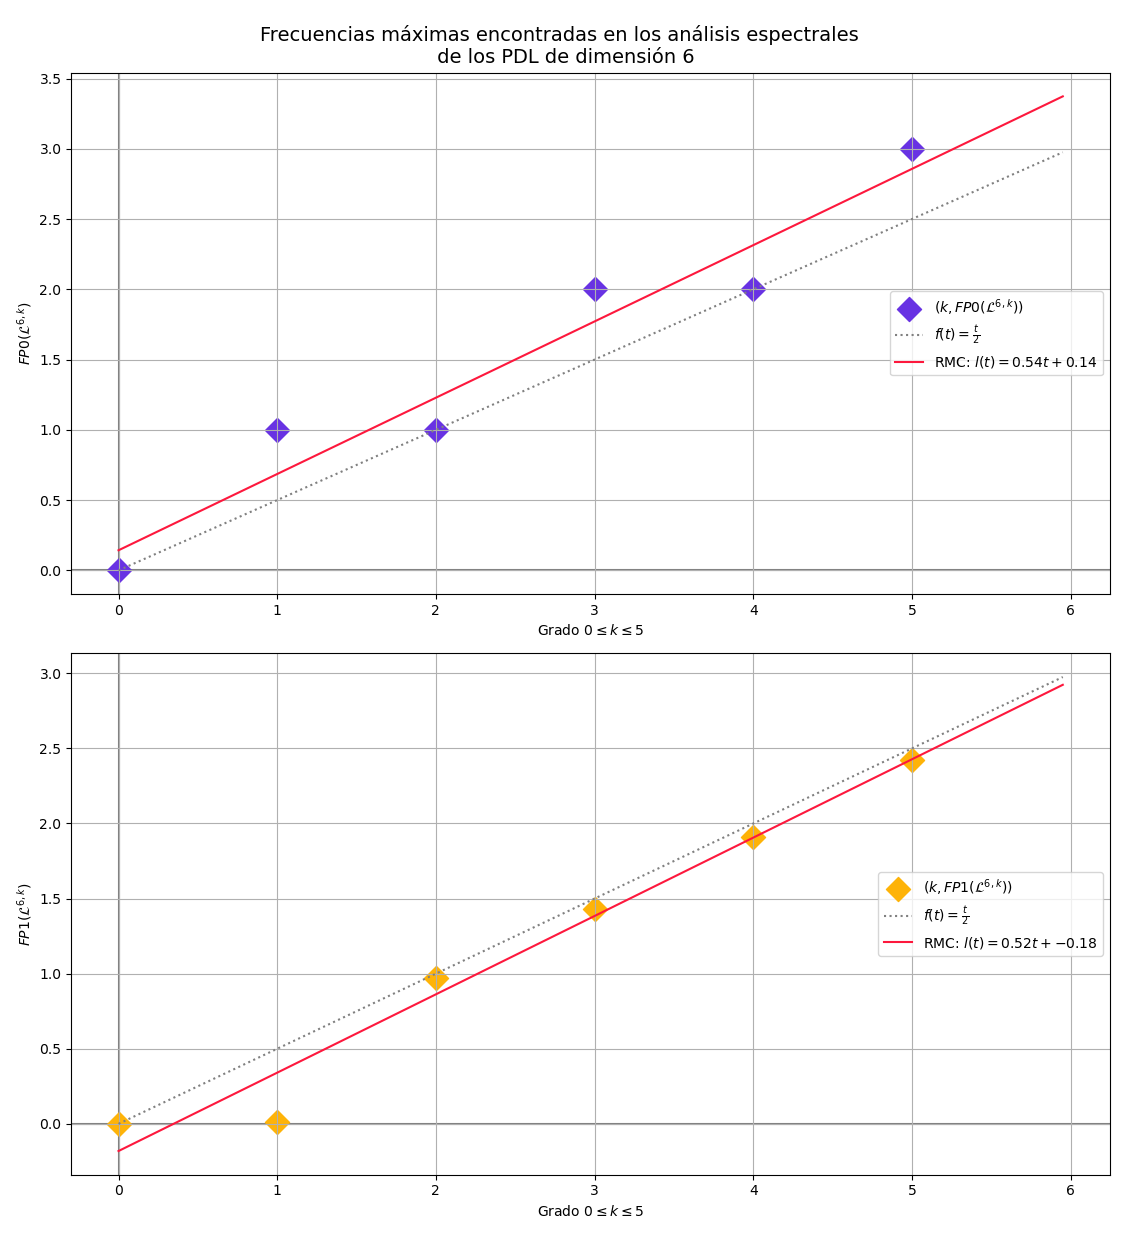 Frecuencias máximas encontradas en los análisis espectrales
de los PDL de dimensión 6
3.5
3.0
2.5
2.0
1.5
1.0
0.5
0.0
FP0(ℒ^{6,k})
(k, FP0(ℒ^{6,k}))
f(t) = t/2
RMC: l(t) = 0.54t + 0.14
0 1 2 3 4 5 6
Grado 0 ≤ k ≤ 5
3.0
2.5
2.0
1.5
1.0
0.5
0.0
FP1(ℒ^{6,k})
(k, FP1(ℒ^{6,k}))
f(t) = t/2
RMC: l(t) = 0.52t + −0.18
0 1 2 3 4 5 6
Grado 0 ≤ k ≤ 5